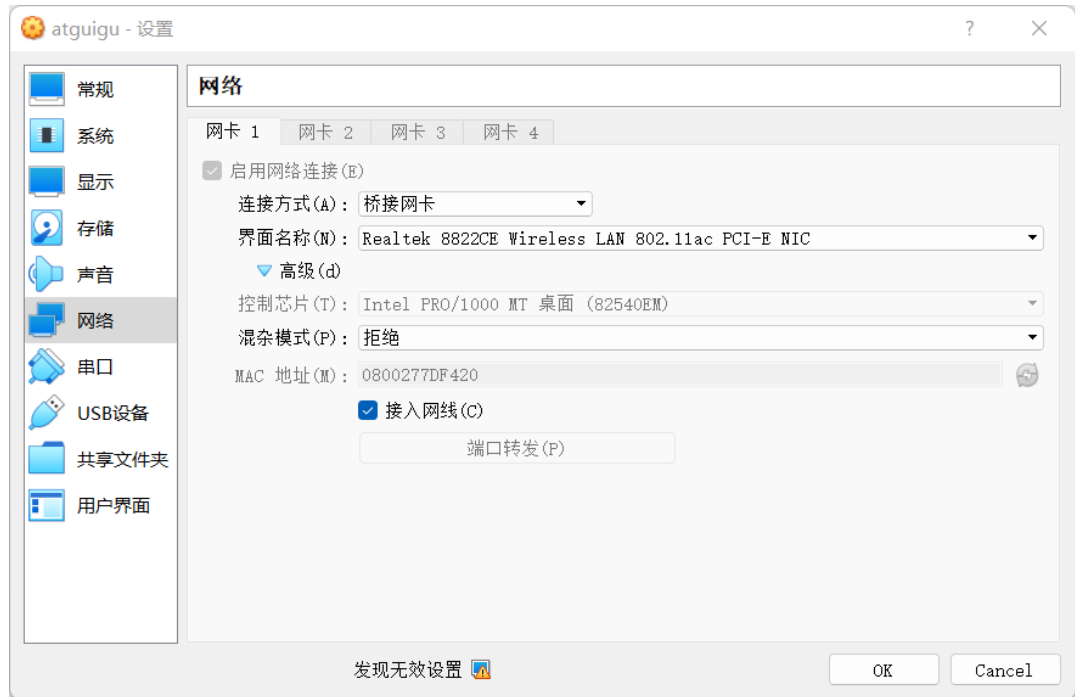 atguigu - 设置
常规
系统
显示
存储
声音
网络
串口
USB设备
共享文件夹
用户界面
网络
网卡 1 网卡 2 网卡 3 网卡 4
启用网络连接(E)
连接方式(A): 桥接网卡
界面名称(N): Realtek 8822CE Wireless LAN 802.11ac PCI-E NIC
高级(d)
控制芯片(T): Intel PRO/1000 MT 桌面 (82540EM)
混杂模式(P): 拒绝
MAC 地址(M): 0800277DF420
接入网线(C)
端口转发(P)
发现无效设置
OK Cancel